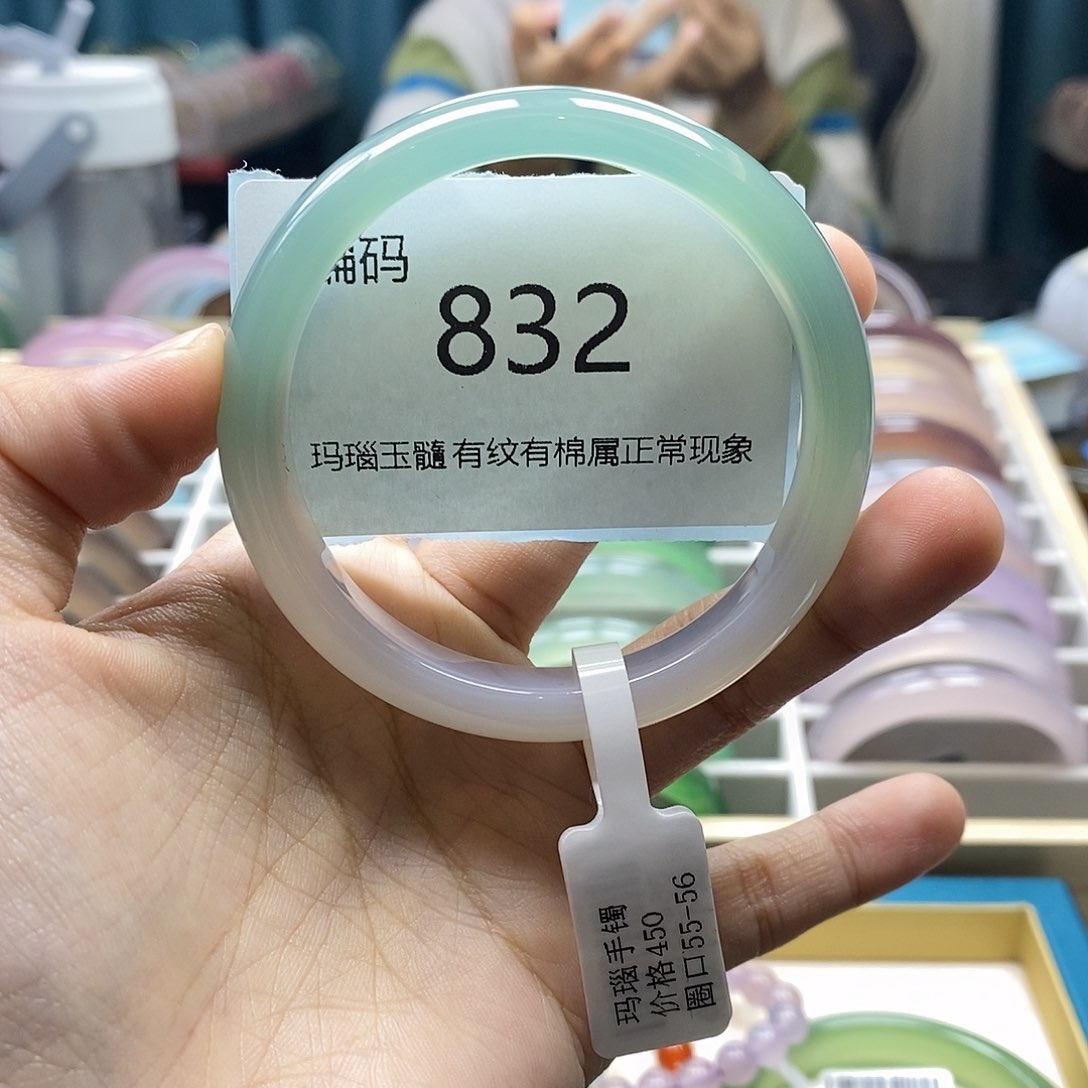 编码
832
玛瑙玉髓有纹有棉属正常现象
玛瑙手镯
价格450
圈口55-56